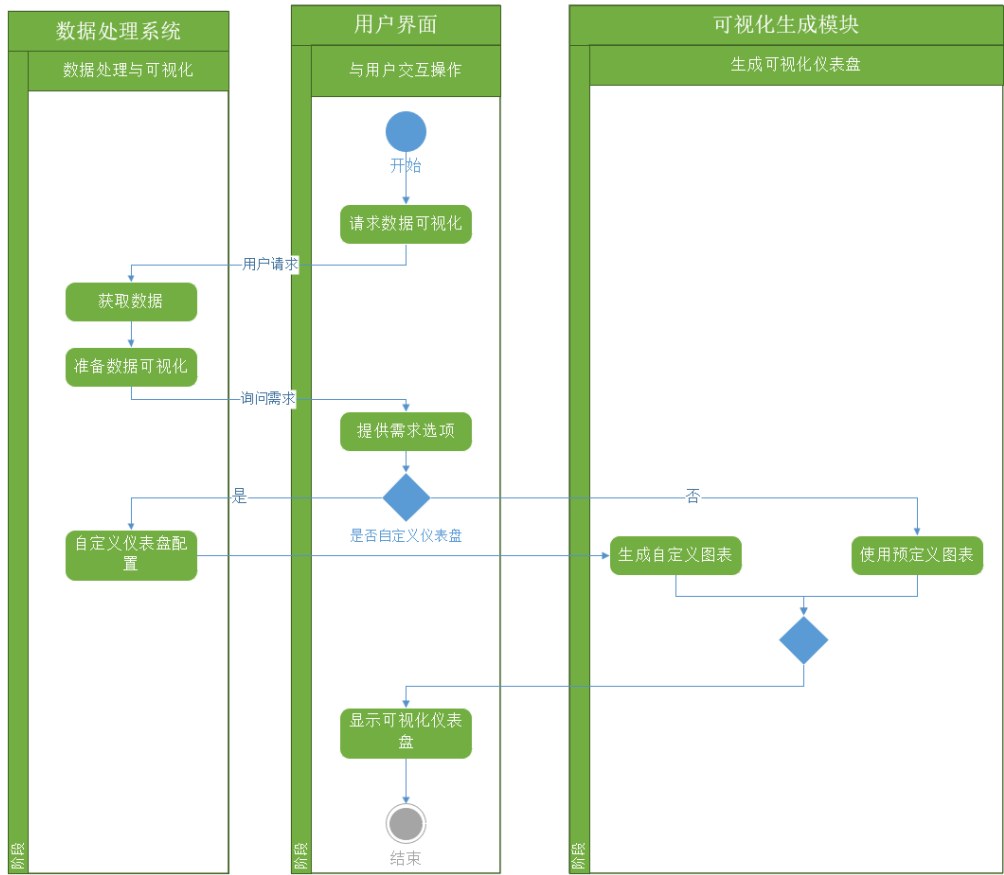 数据处理系统
用户界面
可视化生成模块
数据处理与可视化
与用户交互操作
生成可视化仪表盘
开始
请求数据可视化
用户请求
获取数据
准备数据可视化
询问需求
提供需求选项
是
否
是否自定义仪表盘
自定义仪表盘配
置
生成自定义图表
使用预定义图表
显示可视化仪表
盘
结束
阶段
阶段
阶段